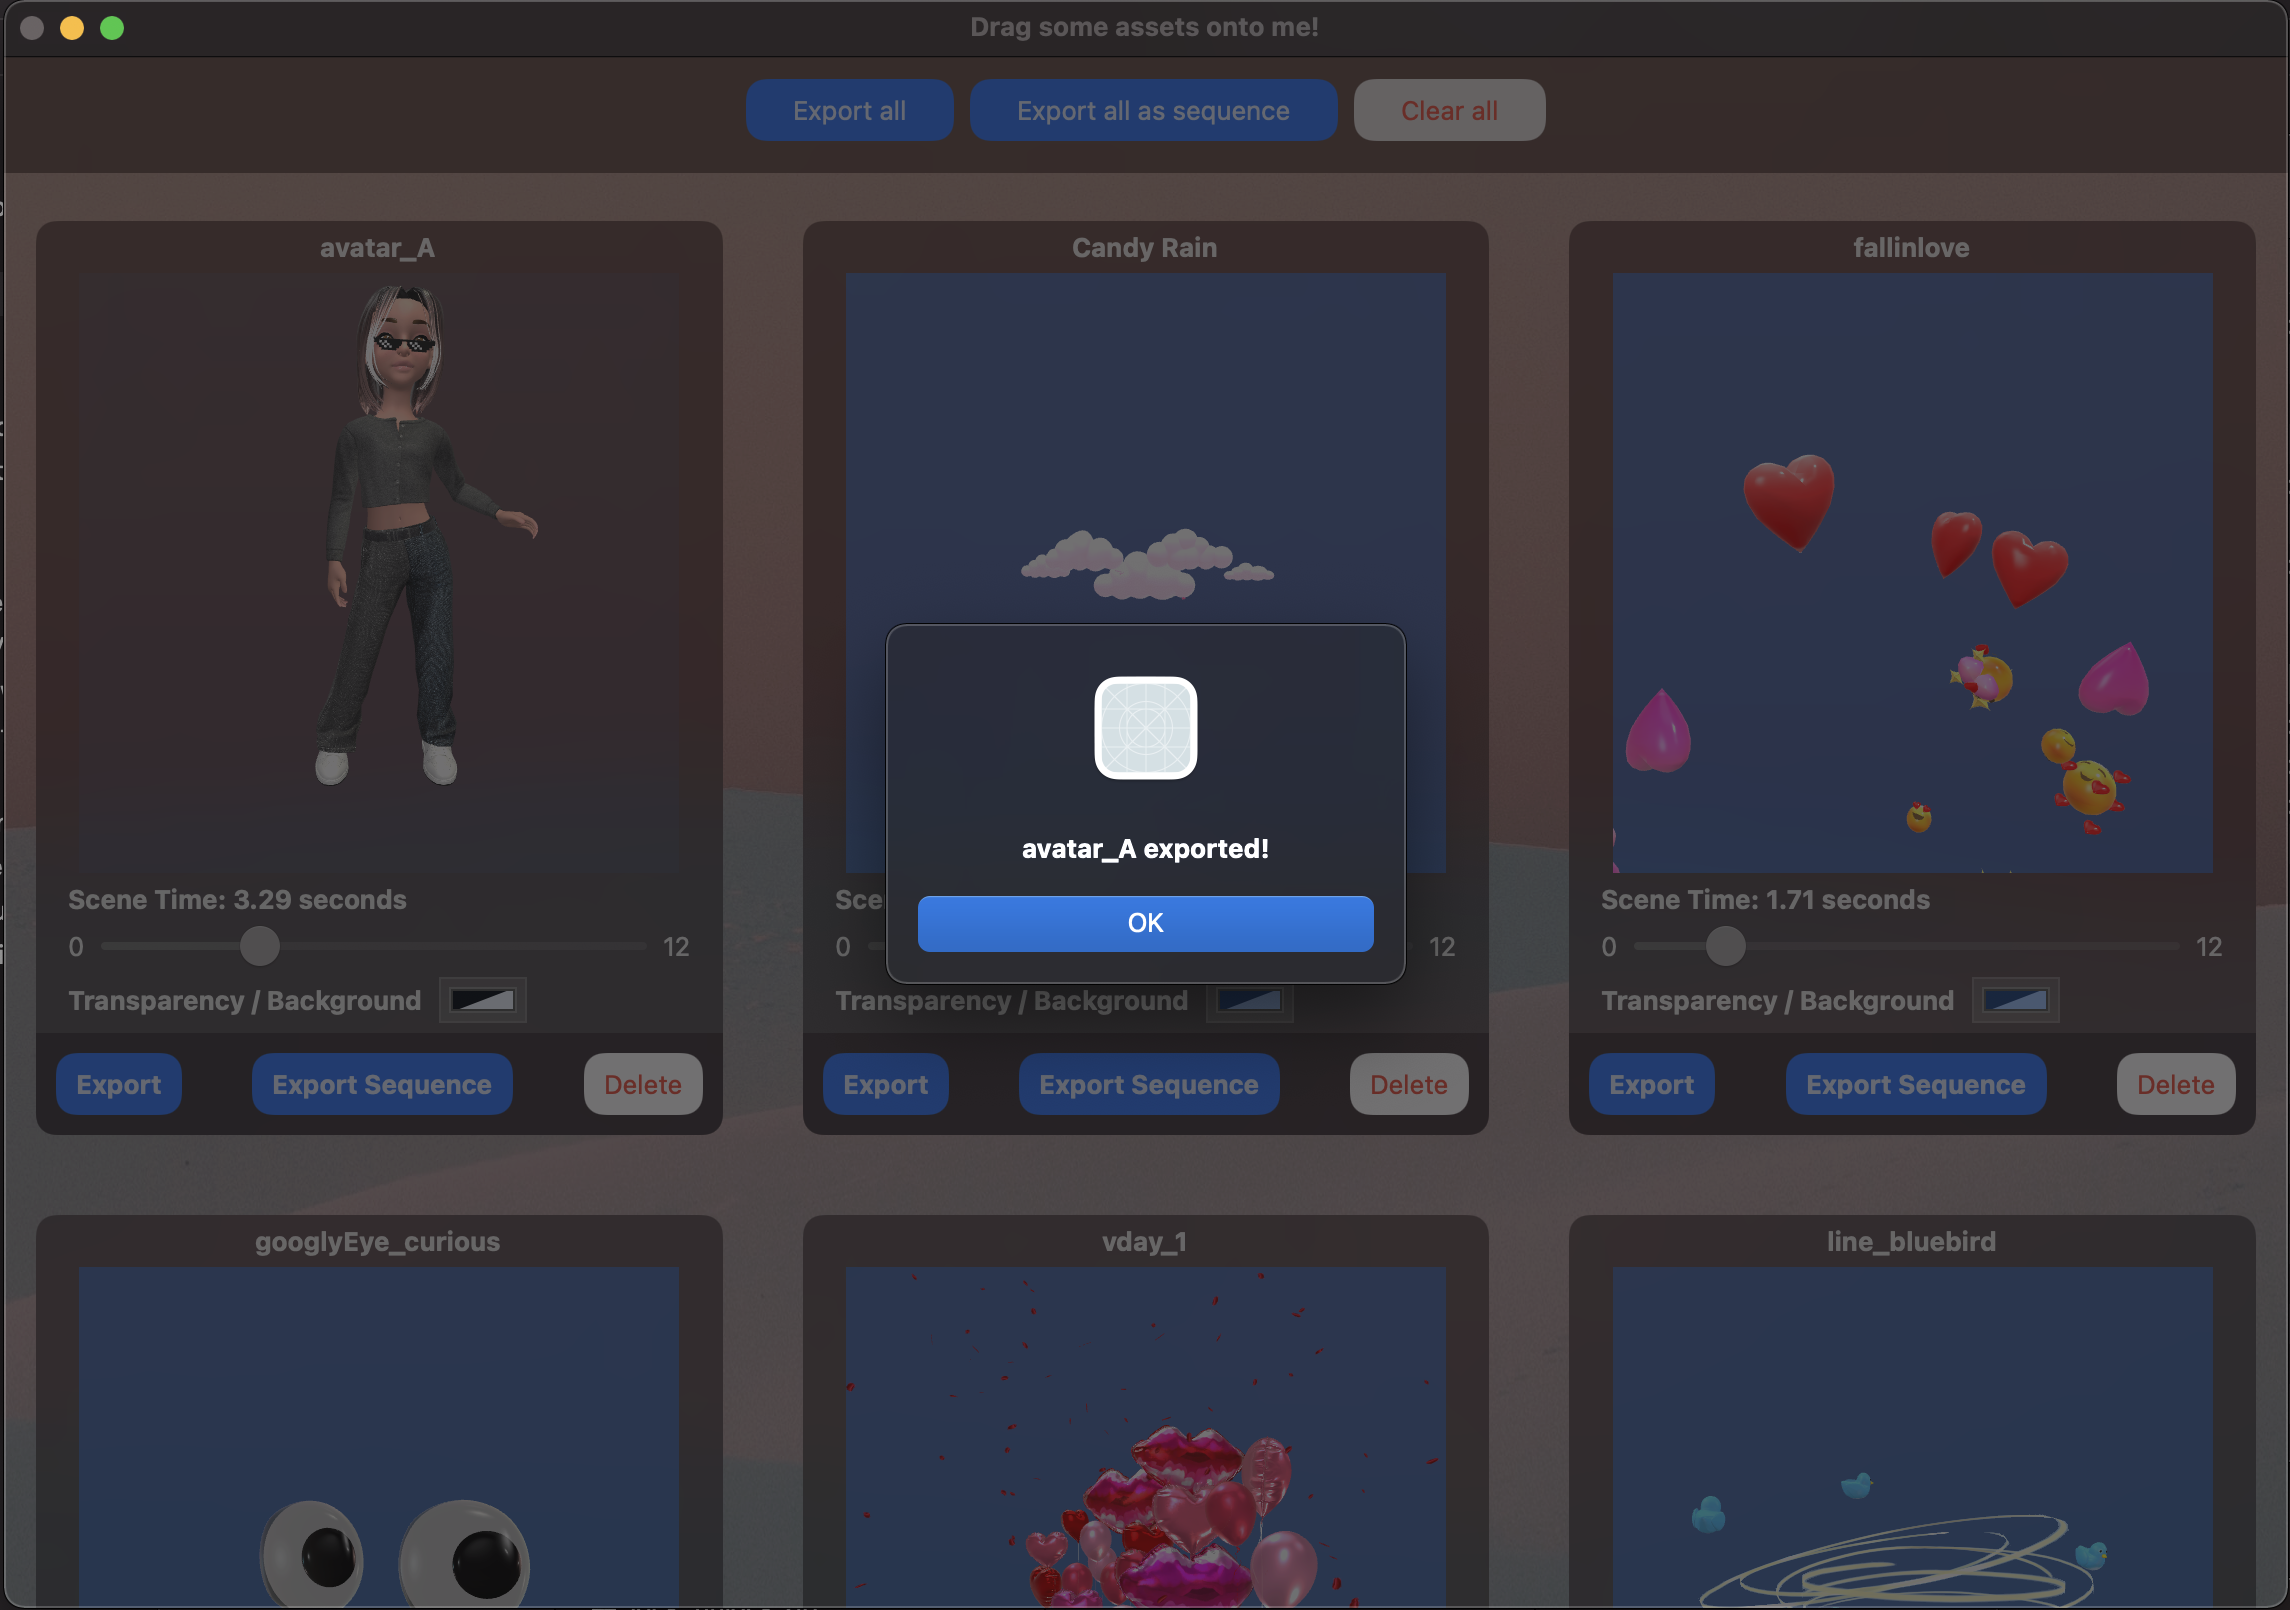 Drag some assets onto me!
Export all
Export all as sequence
Clear all
avatar_A
Candy Rain
fallinlove
avatar_A exported!
OK
Scene Time: 3.29 seconds
Sce
Scene Time: 1.71 seconds
0
12
0
12
0
12
Transparency / Background
Transparency / Background
Transparency / Background
Export
Export Sequence
Delete
Export
Export Sequence
Delete
Export
Export Sequence
Delete
googlyEye_curious
vday_1
line_bluebird